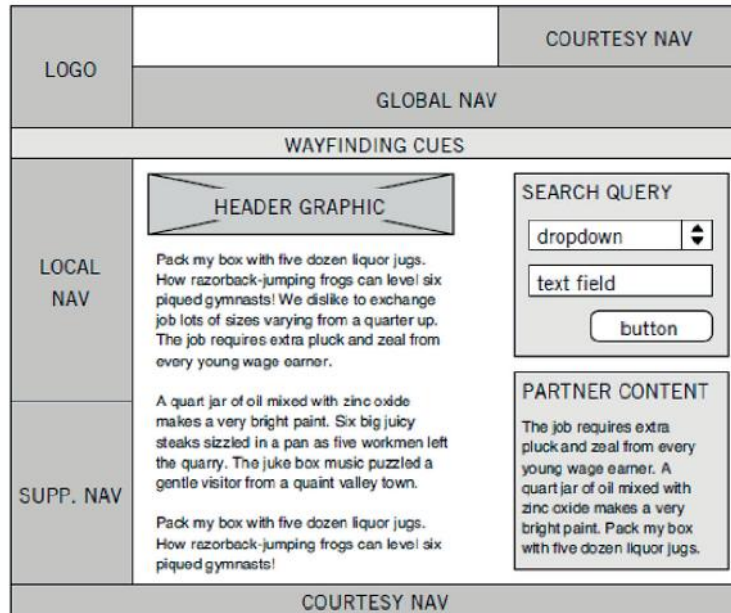 LOGO
COURTESY NAV
GLOBAL NAV
WAYFINDING CUES
LOCAL
NAV
SUPP. NAV
HEADER GRAPHIC
Pack my box with five dozen liquor jugs.
How razorback-jumping frogs can level six
piqued gymnasts! We dislike to exchange
job lots of sizes varying from a quarter up.
The job requires extra pluck and zeal from
every young wage earner.
A quart jar of oil mixed with zinc oxide
makes a very bright paint. Six big juicy
steaks sizzled in a pan as five workmen left
the quarry. The juke box music puzzled a
gentle visitor from a quaint valley town.
Pack my box with five dozen liquor jugs.
How razorback-jumping frogs can level six
piqued gymnasts!
SEARCH QUERY
dropdown
text field
button
PARTNER CONTENT
The job requires extra
pluck and zeal from every
young wage earner. A
quart jar of oil mixed with
zinc oxide makes a very
bright paint. Pack my box
with five dozen liquor jugs.
COURTESY NAV